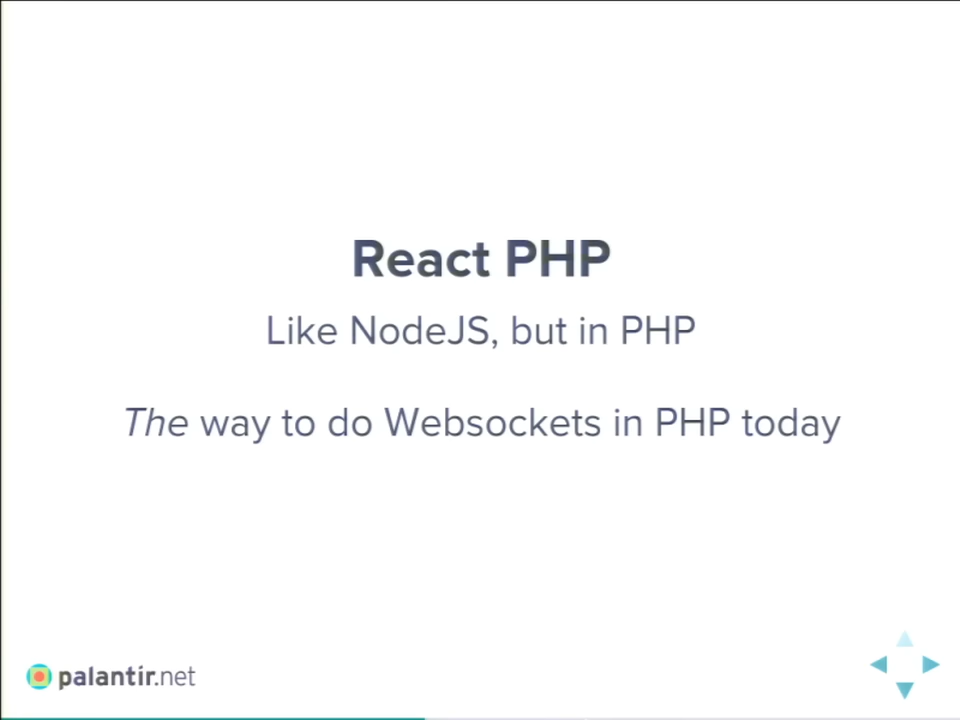 React PHP
Like NodeJS, but in PHP
The way to do Websockets in PHP today
palantir.net